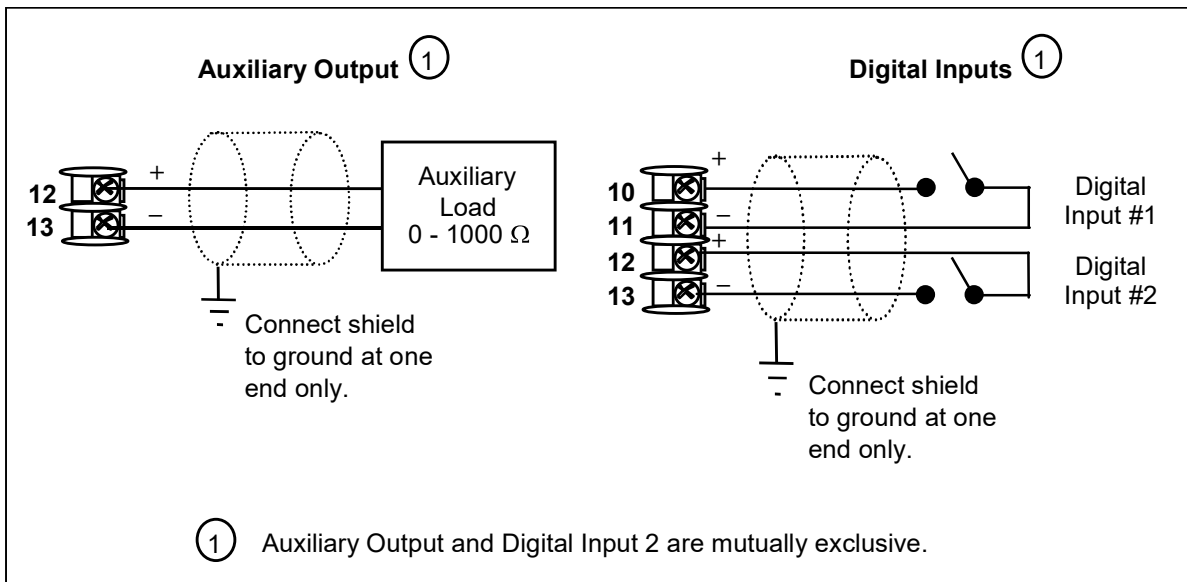 Auxiliary Output 1
12 +
13 −
Auxiliary
Load
0 - 1000 Ω
Connect shield
to ground at one
end only.
Digital Inputs 1
+
10
11 −
+
12
13 −
Digital
Input #1
Digital
Input #2
Connect shield
to ground at one
end only.
1 Auxiliary Output and Digital Input 2 are mutually exclusive.